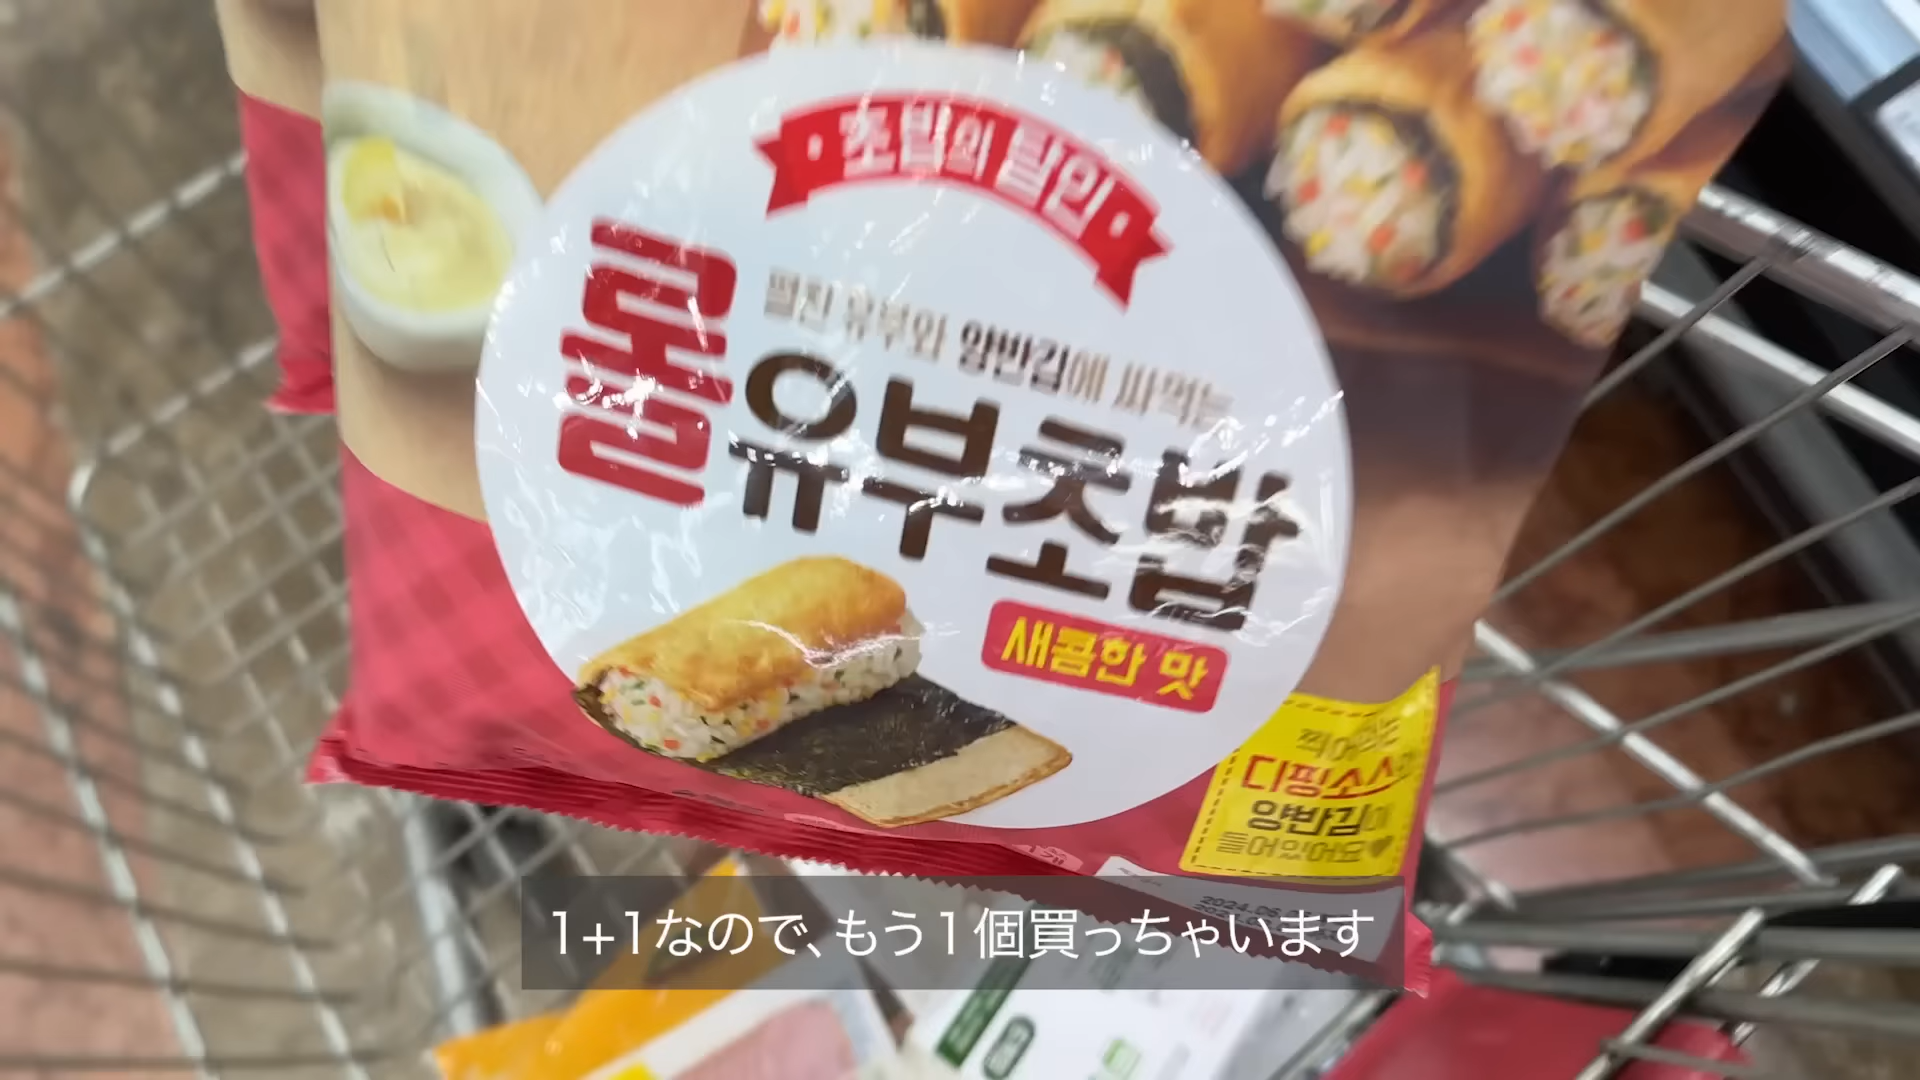 초밥의 달인
펼친 유부와 양반김에 싸먹는
롤유부초밥
새콤한 맛
찍어먹는
디핑소스와
양반김이
들어있어요♥
1+1なので、もう1個買っちゃいます